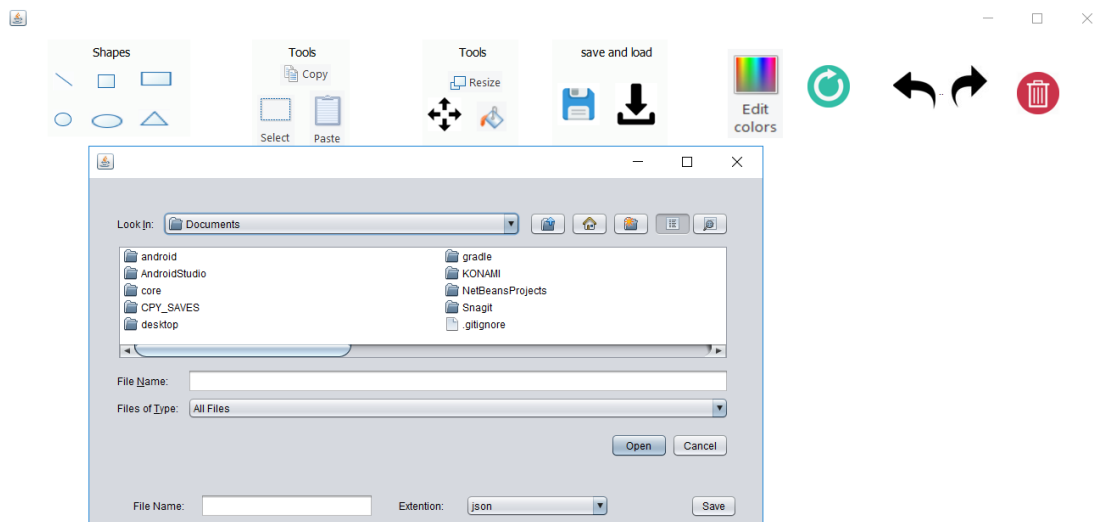 Shapes
Tools
Tools
save and load
Copy
Resize
Select
Paste
Edit
colors
Look In:
Documents
android
gradle
AndroidStudio
KONAMI
core
NetBeansProjects
CPY_SAVES
Snagit
desktop
.gitignore
File Name:
Files of Type:
All Files
Open
Cancel
File Name:
Extention:
json
Save